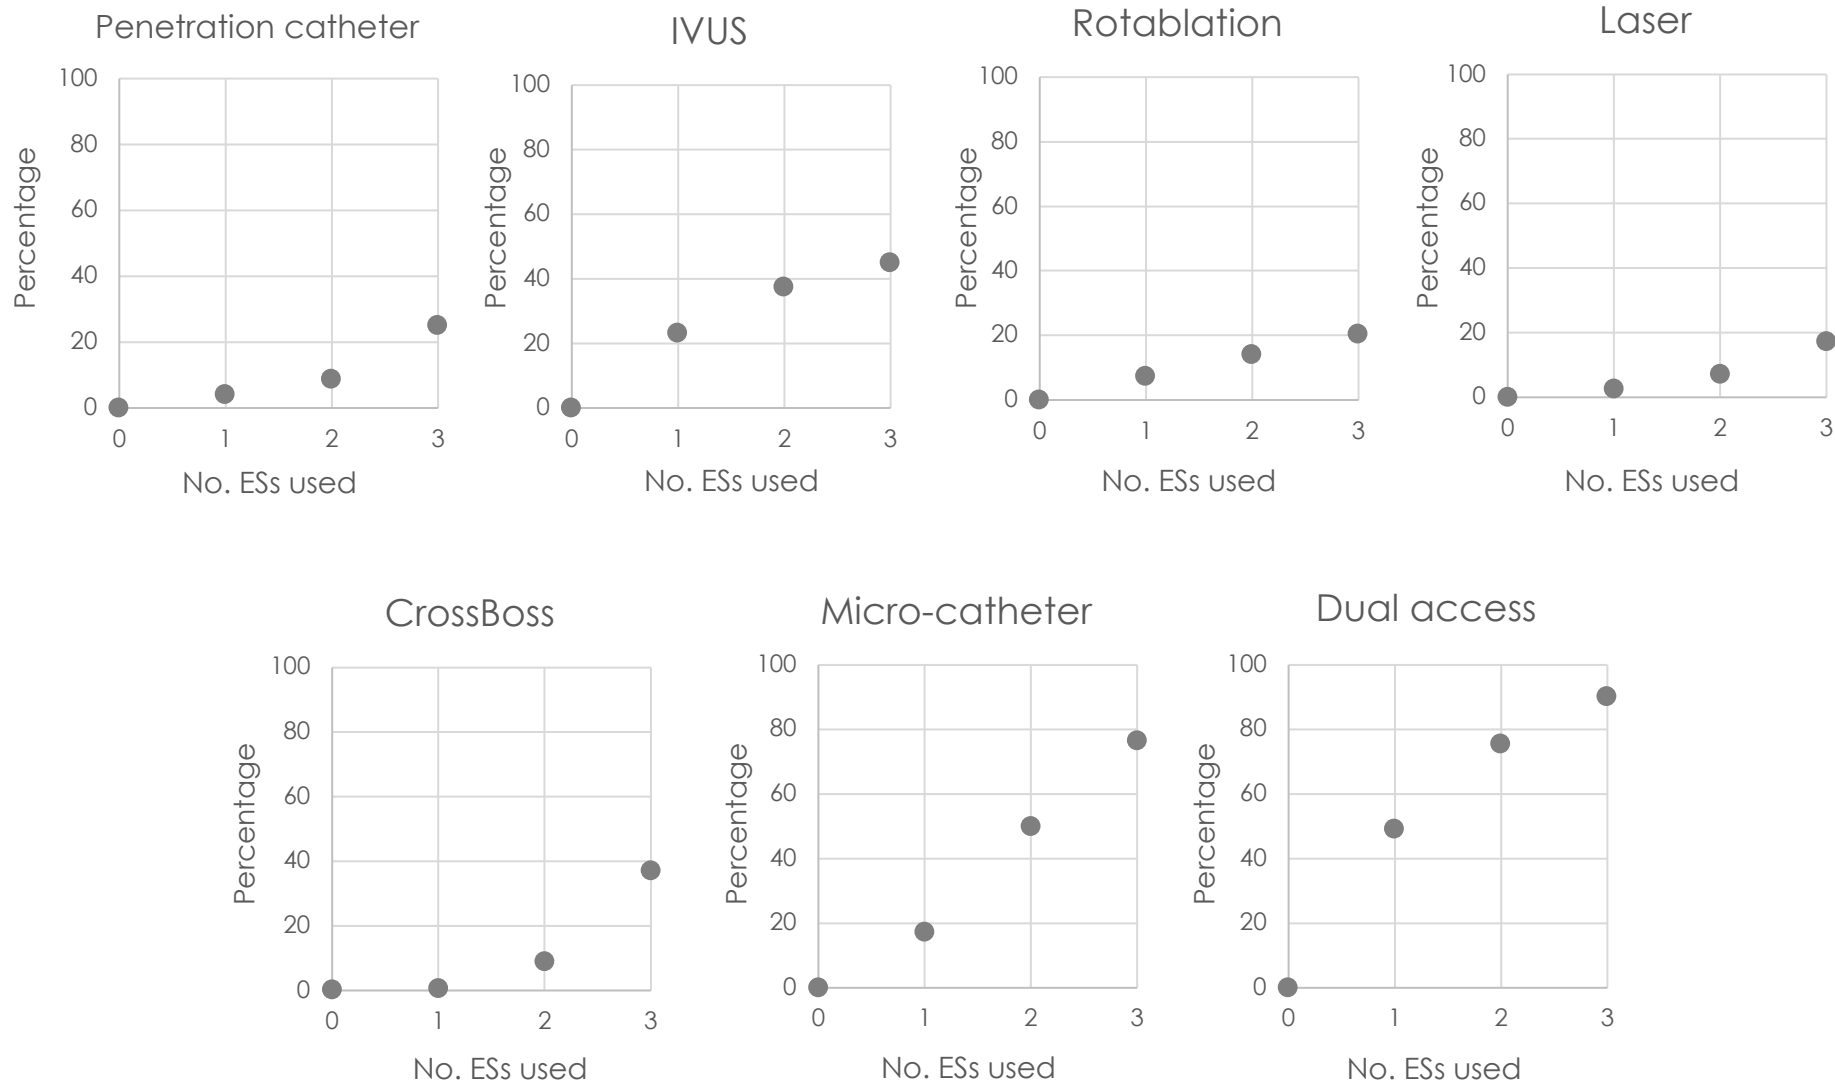 Penetration catheter
100
80
60
40
20
0
0 1 2 3
Percentage
No. ESs used
IVUS
100
80
60
40
20
0
0 1 2 3
Percentage
No. ESs used
Rotablation
100
80
60
40
20
0
0 1 2 3
Percentage
No. ESs used
Laser
100
80
60
40
20
0
0 1 2 3
Percentage
No. ESs used
CrossBoss
100
80
60
40
20
0
0 1 2 3
Percentage
No. ESs used
Micro-catheter
100
80
60
40
20
0
0 1 2 3
Percentage
No. ESs used
Dual access
100
80
60
40
20
0
0 1 2 3
Percentage
No. ESs used